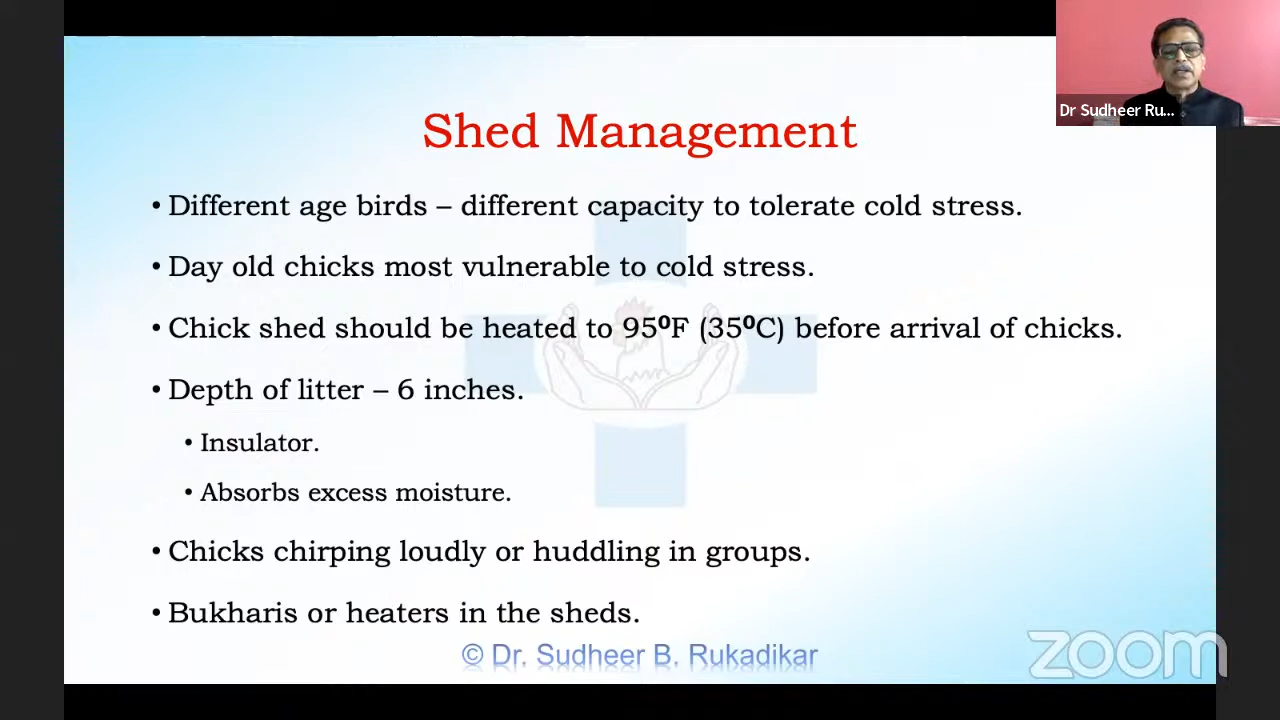 Dr Sudheer Ru...
Shed Management
• Different age birds – different capacity to tolerate cold stress.
• Day old chicks most vulnerable to cold stress.
• Chick shed should be heated to 95⁰F (35⁰C) before arrival of chicks.
• Depth of litter – 6 inches.
• Insulator.
• Absorbs excess moisture.
• Chicks chirping loudly or huddling in groups.
• Bukharis or heaters in the sheds.
© Dr. Sudheer B. Rukadikar
zoom